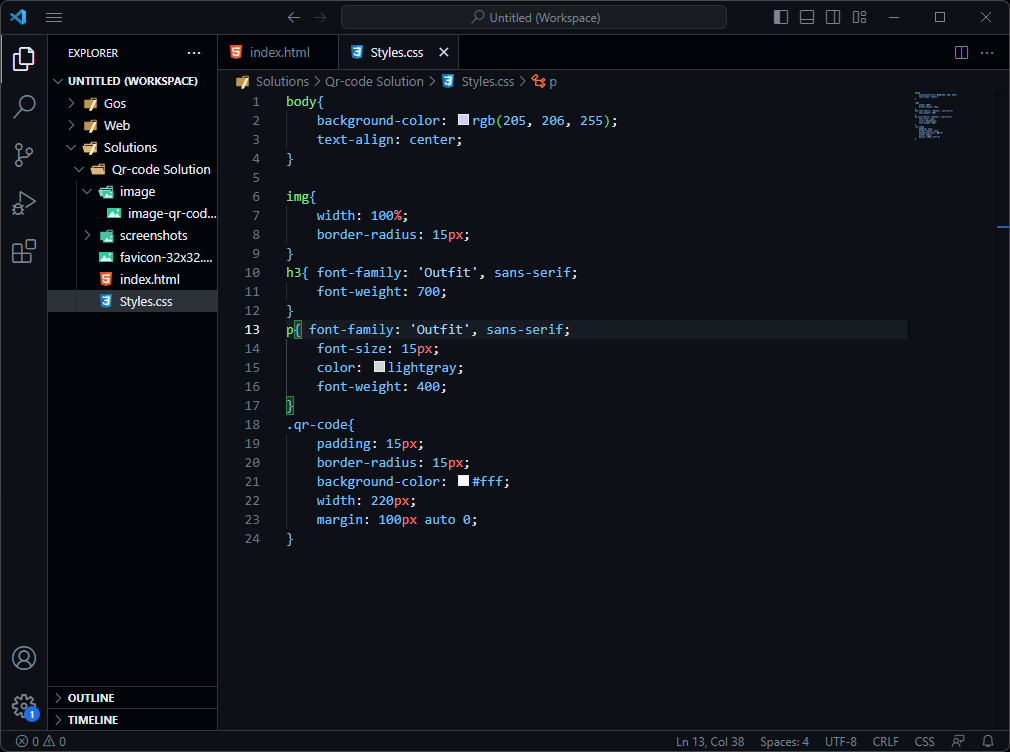 Untitled (Workspace)
EXPLORER
index.html
Styles.css
UNTITLED (WORKSPACE)
Gos
Web
Solutions
Qr-code Solution
image
image-qr-cod...
screenshots
favicon-32x32....
index.html
Styles.css
OUTLINE
TIMELINE
Solutions > Qr-code Solution > Styles.css > p
1 body{
2 background-color: rgb(205, 206, 255);
3 text-align: center;
4 }
5
6 img{
7 width: 100%;
8 border-radius: 15px;
9 }
10 h3{ font-family: 'Outfit', sans-serif;
11 font-weight: 700;
12 }
13 p{ font-family: 'Outfit', sans-serif;
14 font-size: 15px;
15 color: lightgray;
16 font-weight: 400;
17 }
18 .qr-code{
19 padding: 15px;
20 border-radius: 15px;
21 background-color: #fff;
22 width: 220px;
23 margin: 100px auto 0;
24 }
1
0 0 Ln 13, Col 38 Spaces: 4 UTF-8 CRLF CSS